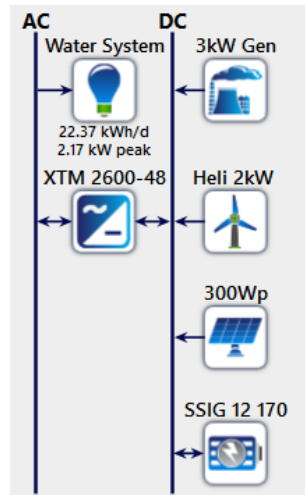 AC DC
Water System 3kW Gen
22.37 kWh/d
2.17 kW peak
XTM 2600-48 Heli 2kW
300Wp
SSIG 12 170